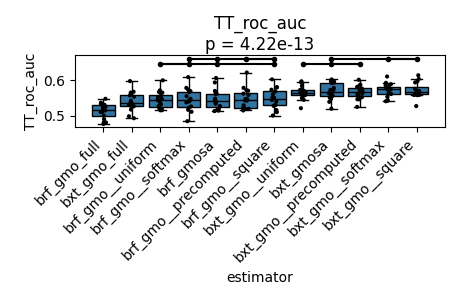 TT_roc_auc
p = 4.22e-13
TT_roc_auc
0.6
0.5
brf_gmo_full
bxt_gmo_full
brf_gmo__uniform
brf_gmo__softmax
brf_gmosa
brf_gmo__precomputed
brf_gmo__square
bxt_gmo__uniform
bxt_gmosa
bxt_gmo__precomputed
bxt_gmo__softmax
bxt_gmo__square
estimator